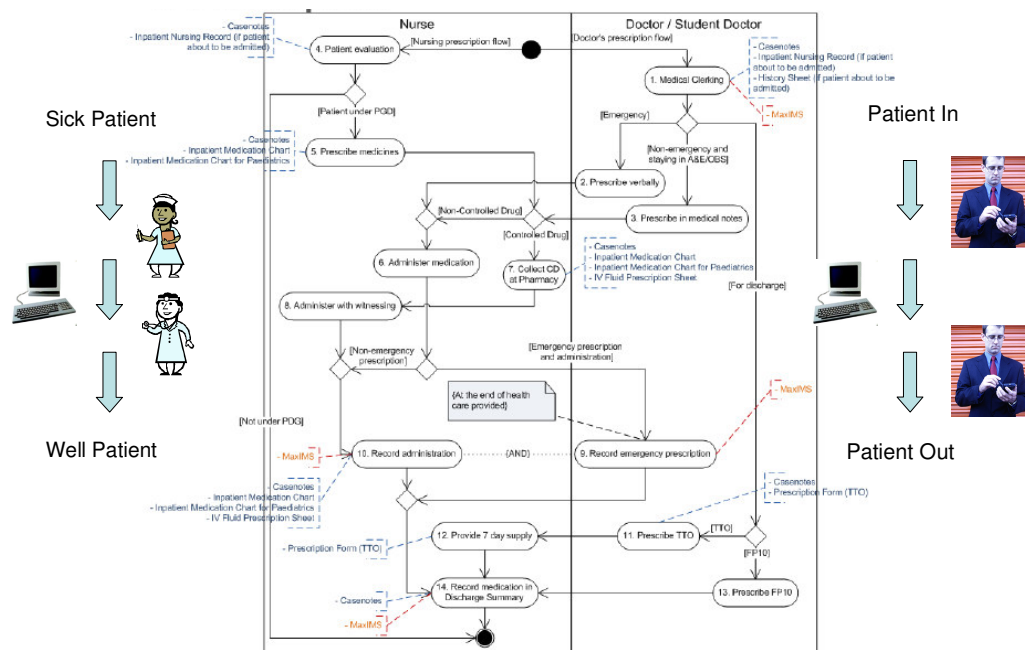 Nurse
Doctor / Student Doctor
- Casenotes
- Inpatient Nursing Record (if patient
about to be admitted)
4. Patient evaluation
[Nursing prescription flow]
[Doctor's prescription flow]
- Casenotes
- Inpatient Nursing Record (if patient
about to be admitted)
- History Sheet (if patient about to be
admitted)
1. Medical Clerking
- MaxIMS
Sick Patient
Patient In
[Patient under PGD]
[Emergency]
[Non-emergency and
staying in A&E/OBS]
- Casenotes
- Inpatient Medication Chart
- Inpatient Medication Chart for Paediatrics
5. Prescribe medicines
2. Prescribe verbally
[Non-Controlled Drug]
3. Prescribe in medical notes
[Controlled Drug]
6. Administer medication
7. Collect CD
at Pharmacy
- Casenotes
- Inpatient Medication Chart
- Inpatient Medication Chart for Paediatrics
- IV Fluid Prescription Sheet
[For discharge]
8. Administer with witnessing
[Non-emergency
prescription]
[Emergency prescription
and administration]
{At the end of health
care provided}
- MaxIMS
[Not under PDG]
Well Patient
Patient Out
- MaxIMS
10. Record administration
{AND}
9. Record emergency prescription
- Casenotes
- Inpatient Medication Chart
- Inpatient Medication Chart for Paediatrics
- IV Fluid Prescription Sheet
- Casenotes
- Prescription Form (TTO)
- Prescription Form (TTO)
12. Provide 7 day supply
11. Prescribe TTO
[TTO]
[FP10]
14. Record medication in
Discharge Summary
13. Prescribe FP10
- Casenotes
- MaxIMS